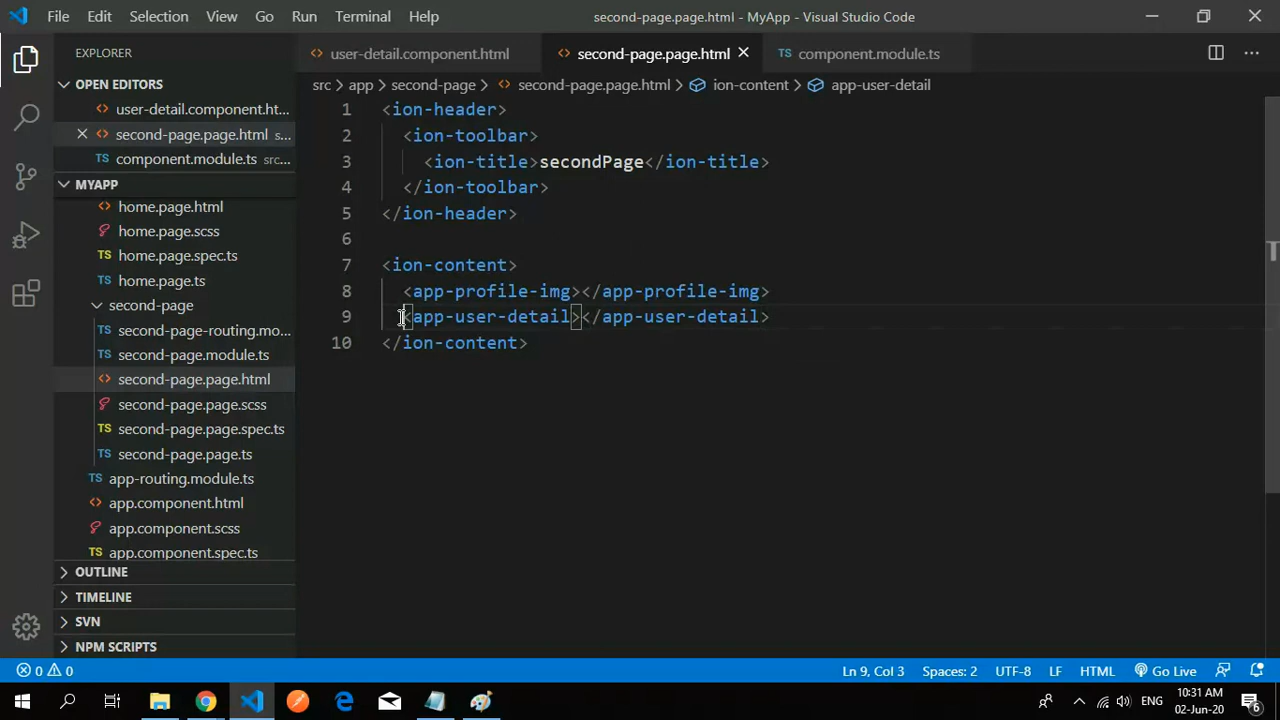 File Edit Selection View Go Run Terminal Help second-page.page.html - MyApp - Visual Studio Code
EXPLORER
OPEN EDITORS
user-detail.component.ht...
second-page.page.html s...
component.module.ts src...
MYAPP
home.page.html
home.page.scss
home.page.spec.ts
home.page.ts
second-page
second-page-routing.mo...
second-page.module.ts
second-page.page.html
second-page.page.scss
second-page.page.spec.ts
second-page.page.ts
app-routing.module.ts
app.component.html
app.component.scss
app.component.spec.ts
OUTLINE
TIMELINE
SVN
NPM SCRIPTS
user-detail.component.html second-page.page.html TS component.module.ts
src > app > second-page > second-page.page.html > ion-content > app-user-detail
1 <ion-header>
2 <ion-toolbar>
3 <ion-title>secondPage</ion-title>
4 </ion-toolbar>
5 </ion-header>
6
7 <ion-content>
8 <app-profile-img></app-profile-img>
9 <app-user-detail></app-user-detail>
10 </ion-content>
0 0 Ln 9, Col 3 Spaces: 2 UTF-8 LF HTML Go Live
ENG 10:31 AM 02-Jun-20 6